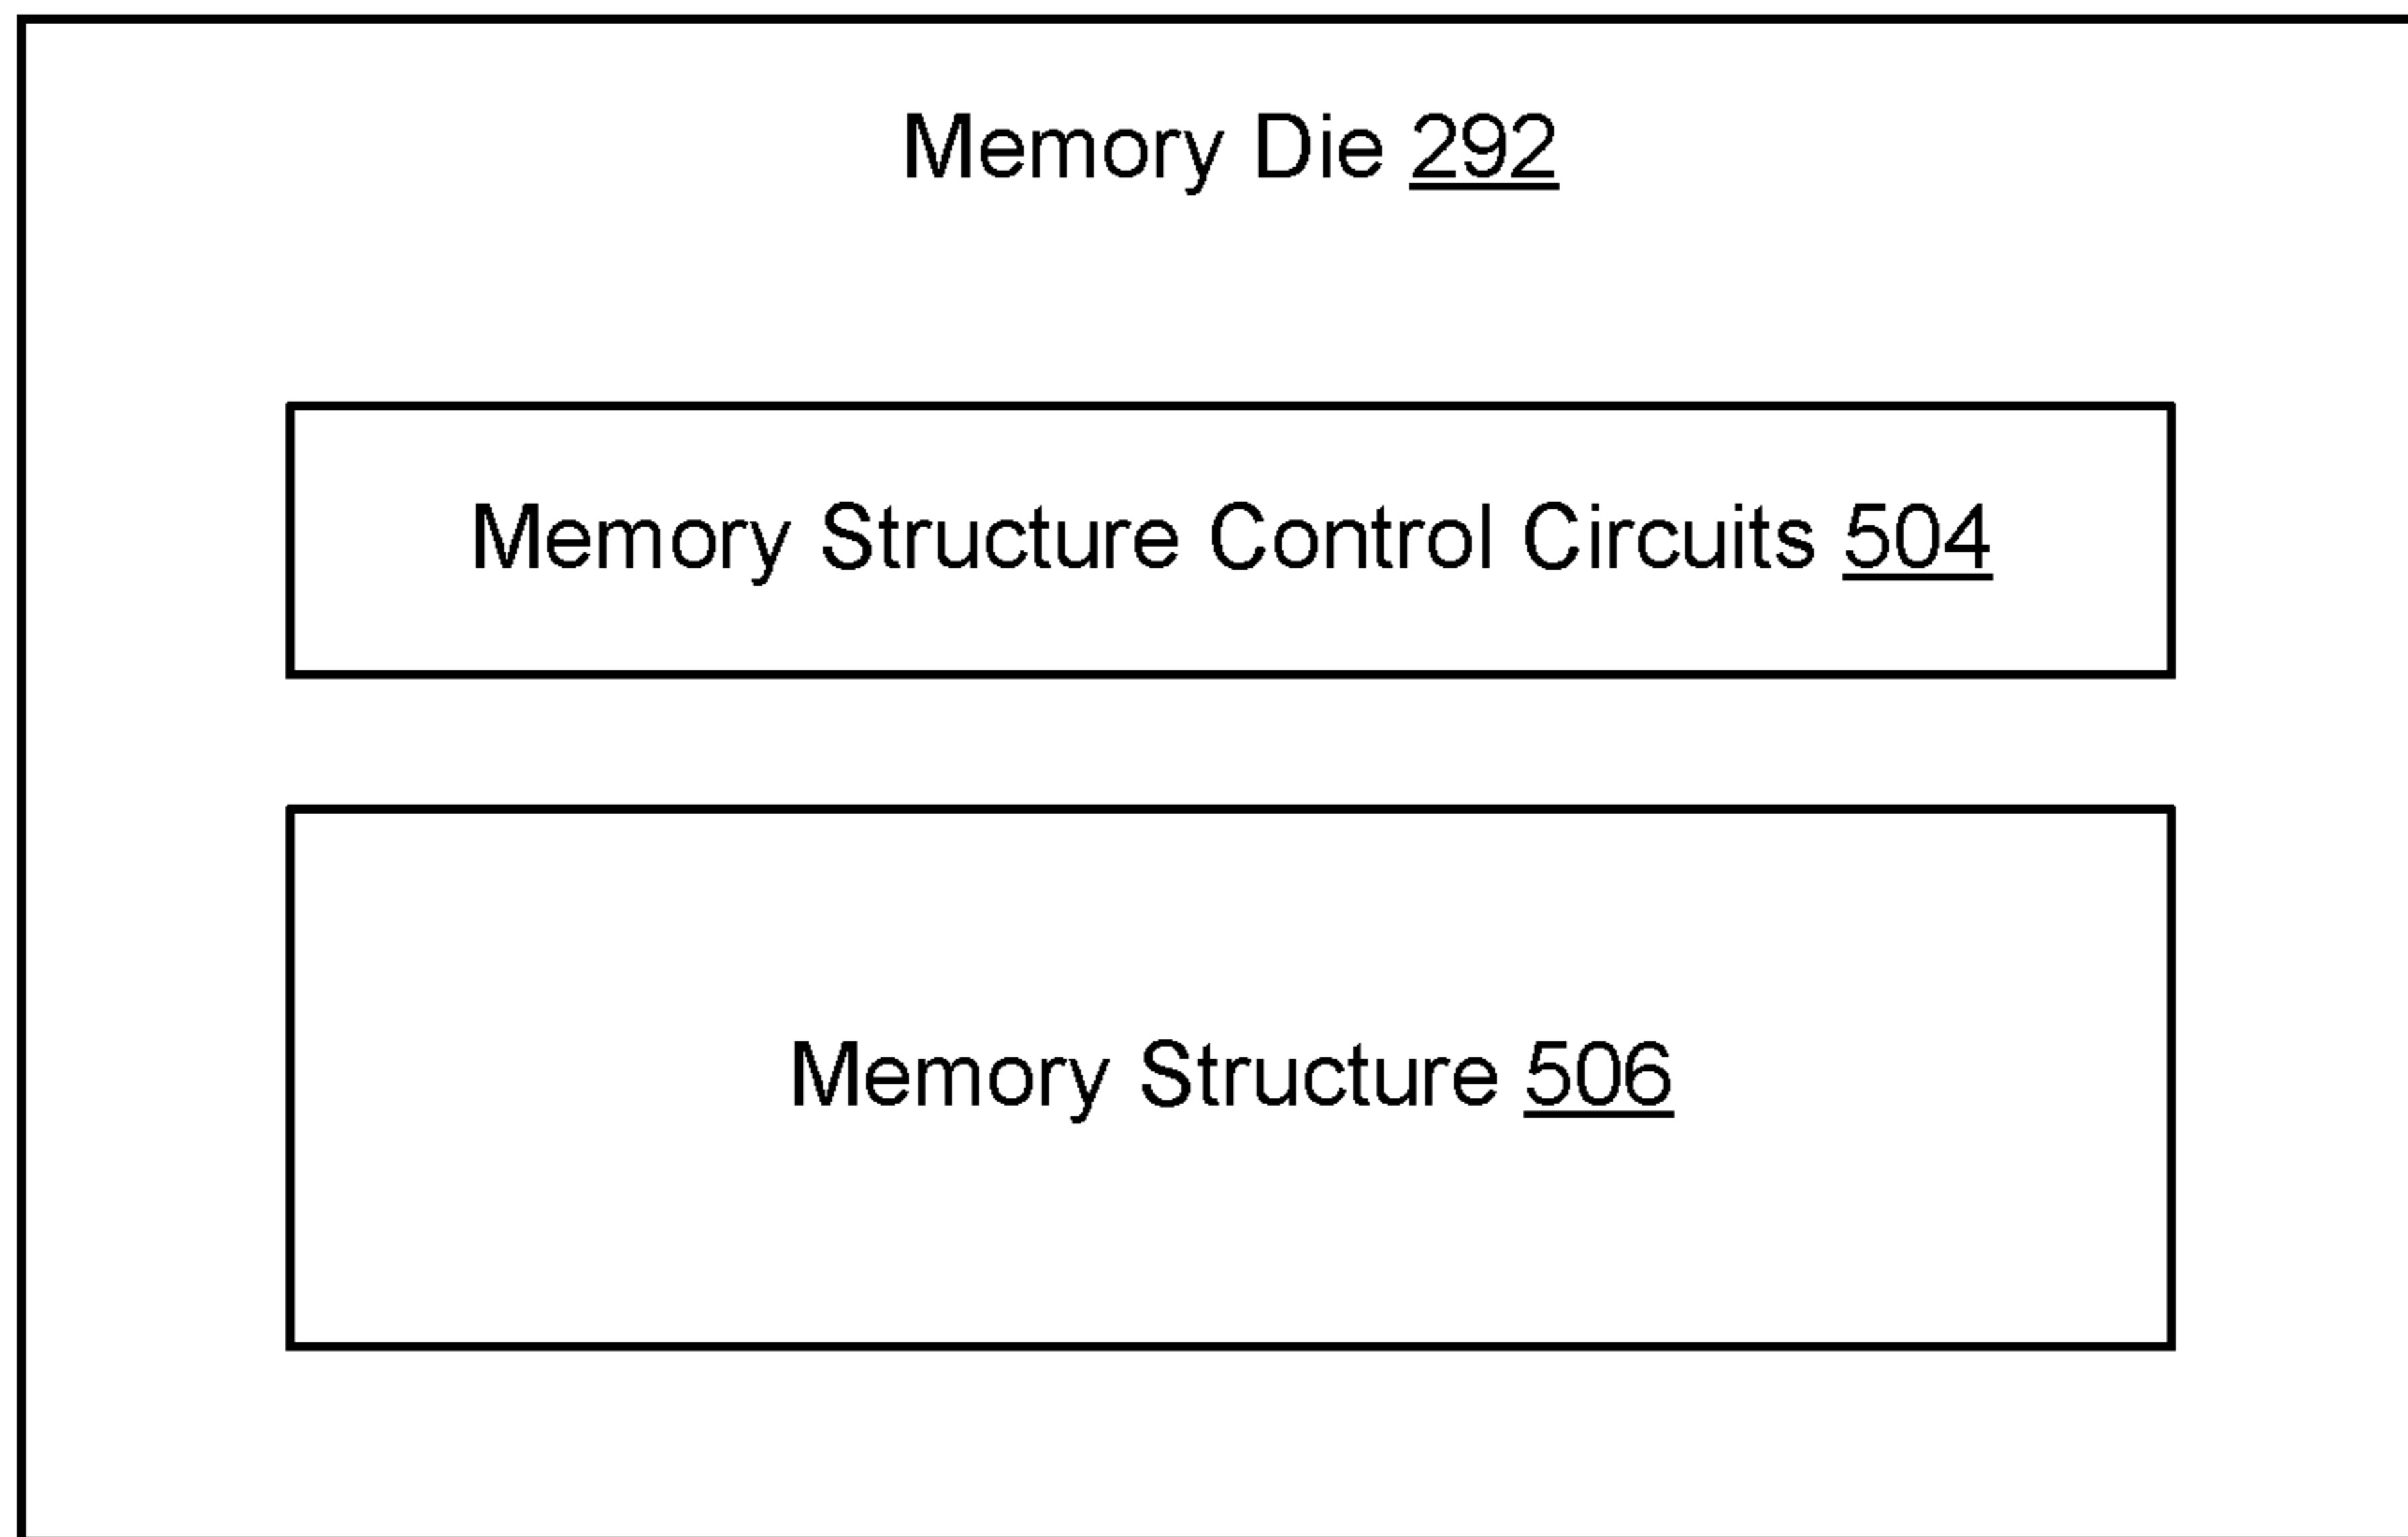 Memory Die 292
Memory Structure Control Circuits 504
Memory Structure 506